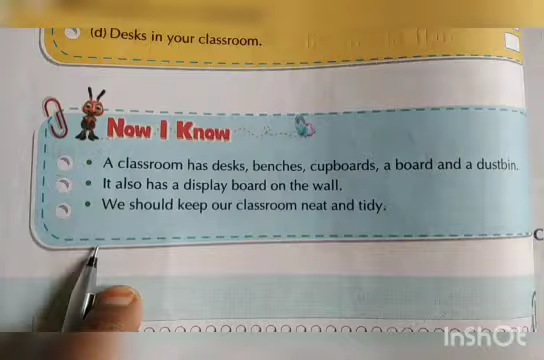 (d) Desks in your classroom.
Now I Know
• A classroom has desks, benches, cupboards, a board and a dustbin.
• It also has a display board on the wall.
• We should keep our classroom neat and tidy.
C
InShOt